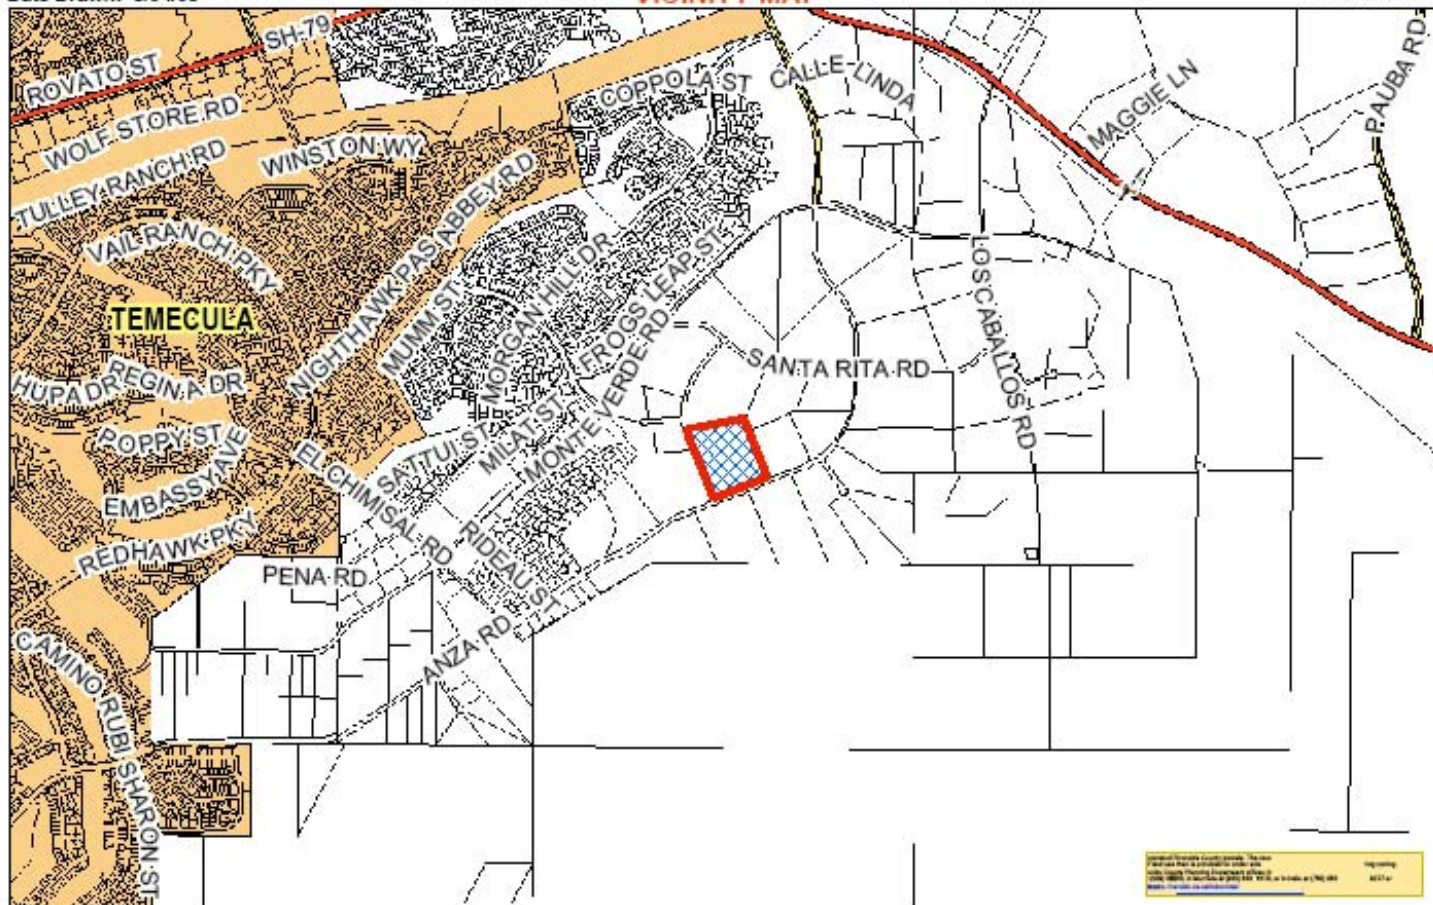 VICINITY MAP
SH-79
ROVATO ST
WOLF STORE RD
TULLEY RANCH RD
WINSTON WY
COPPOLA ST
CALLE LINDA
MAGGIE LN
PAUBA RD
VAIL RANCH PKY
NIGHTHAWK PAS
ABBEY RD
TEMECULA
MUMM ST
MORGAN HILL DR
FROGS LEAP ST
LOS CABALLOS RD
SANTA RITA RD
HUPA DR
REGINA DR
POPPY ST
EMBASSY AVE
REDHAWK PKY
EL CHIMISAL RD
SATTUI ST
MILAT ST
MONTE VERDE RD
RIDEAU ST
PENA RD
ANZA RD
CAMINO RUBI
SHARON ST